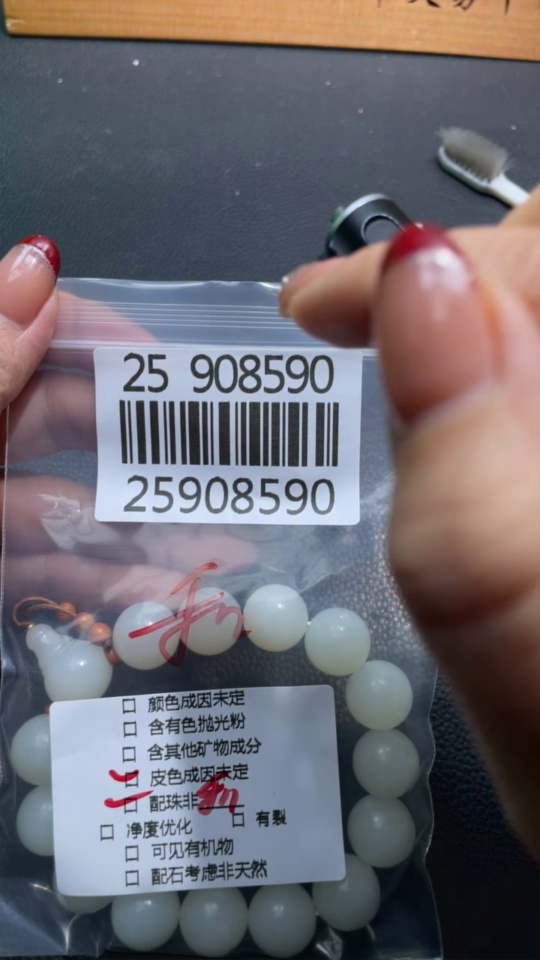 25 908590
25908590
□ 颜色成因未定
□ 含有色抛光粉
□ 含其他矿物成分
□ 皮色成因未定
□ 配珠非
□ 净度优化 □ 有裂
□ 可见有机物
□ 配石考虑非天然